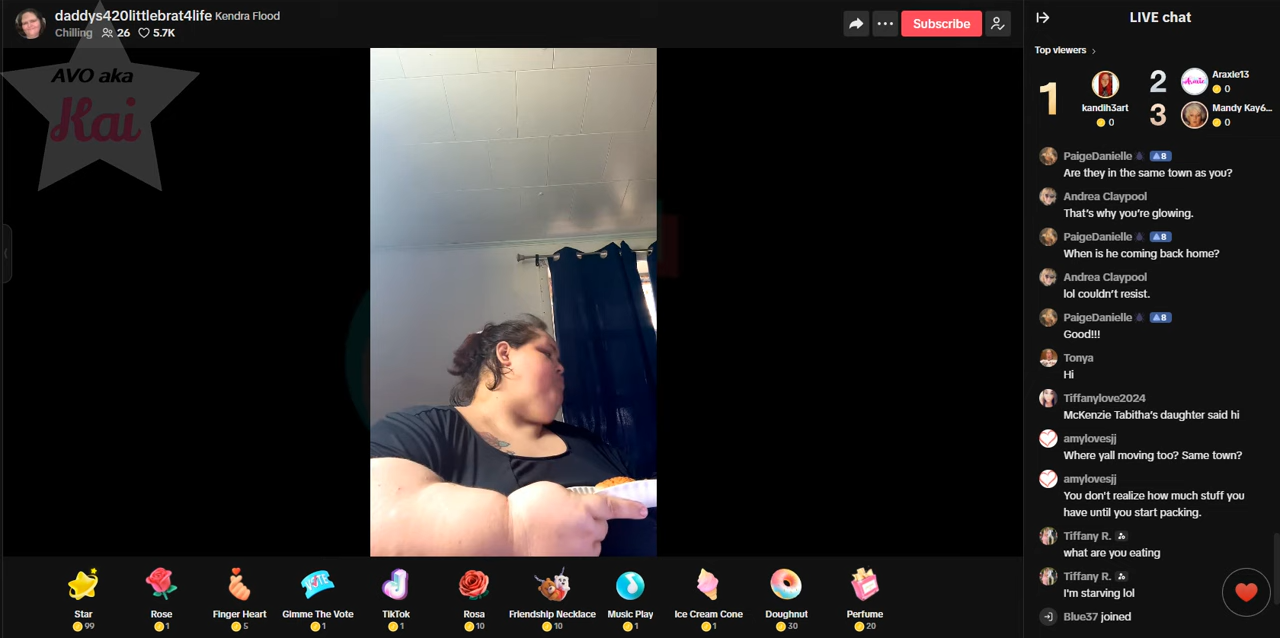 daddys420littlebrat4life Kendra Flood
Chilling 26 5.7K
Subscribe
AVO aka
Kai
LIVE chat
Top viewers
1
kandih3art
0
2
Araxie13
0
3
Mandy Kay6...
0
PaigeDanielle 8
Are they in the same town as you?
Andrea Claypool
That's why you're glowing.
PaigeDanielle 8
When is he coming back home?
Andrea Claypool
lol couldn't resist.
PaigeDanielle 8
Good!!!
Tonya
Hi
Tiffanylove2024
McKenzie Tabitha's daughter said hi
amylovesjj
Where yall moving too? Same town?
amylovesjj
You don't realize how much stuff you
have until you start packing.
Tiffany R.
what are you eating
Tiffany R.
I'm starving lol
Blue37 joined
Star
99
Rose
1
Finger Heart
5
GImme The Vote
1
TikTok
1
Rosa
10
Friendship Necklace
10
Music Play
1
Ice Cream Cone
1
Doughnut
30
Perfume
20